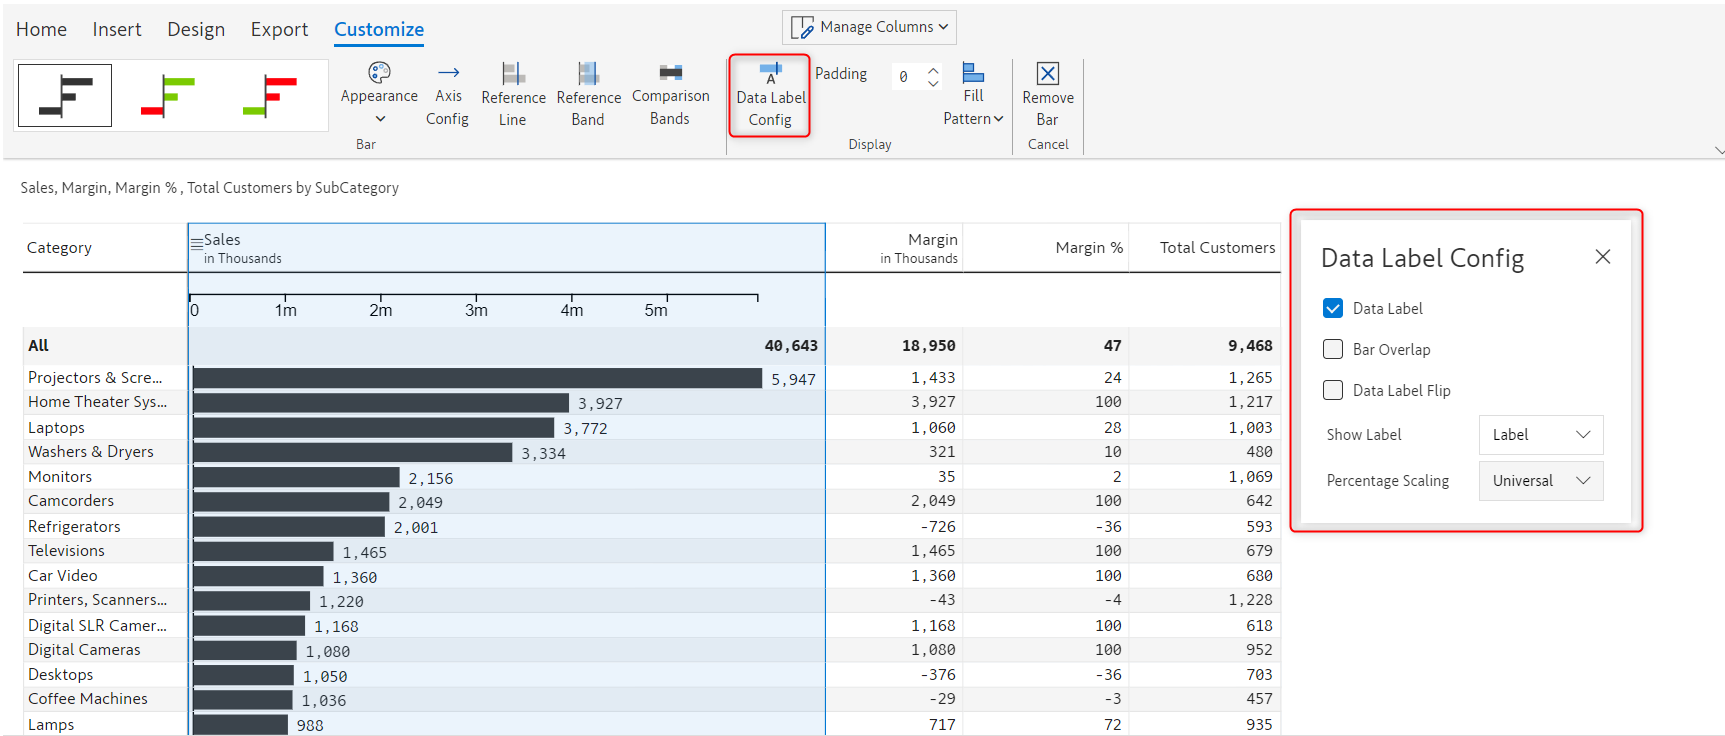 Home Insert Design Export Customize
Manage Columns
Appearance
Axis Config
Reference Line
Reference Band
Comparison Bands
Bar
Data Label Config
Padding 0
Fill Pattern
Display
Remove Bar
Cancel
Sales, Margin, Margin % , Total Customers by SubCategory
Category Sales in Thousands Margin in Thousands Margin % Total Customers
0 1m 2m 3m 4m 5m
All 40,643 18,950 47 9,468
Projectors & Scre... 5,947 1,433 24 1,265
Home Theater Sys... 3,927 3,927 100 1,217
Laptops 3,772 1,060 28 1,003
Washers & Dryers 3,334 321 10 480
Monitors 2,156 35 2 1,069
Camcorders 2,049 2,049 100 642
Refrigerators 2,001 -726 -36 593
Televisions 1,465 1,465 100 679
Car Video 1,360 1,360 100 680
Printers, Scanners... 1,220 -43 -4 1,228
Digital SLR Camer... 1,168 1,168 100 618
Digital Cameras 1,080 1,080 100 952
Desktops 1,050 -376 -36 703
Coffee Machines 1,036 -29 -3 457
Lamps 988 717 72 935
Data Label Config
Data Label
Bar Overlap
Data Label Flip
Show Label Label
Percentage Scaling Universal